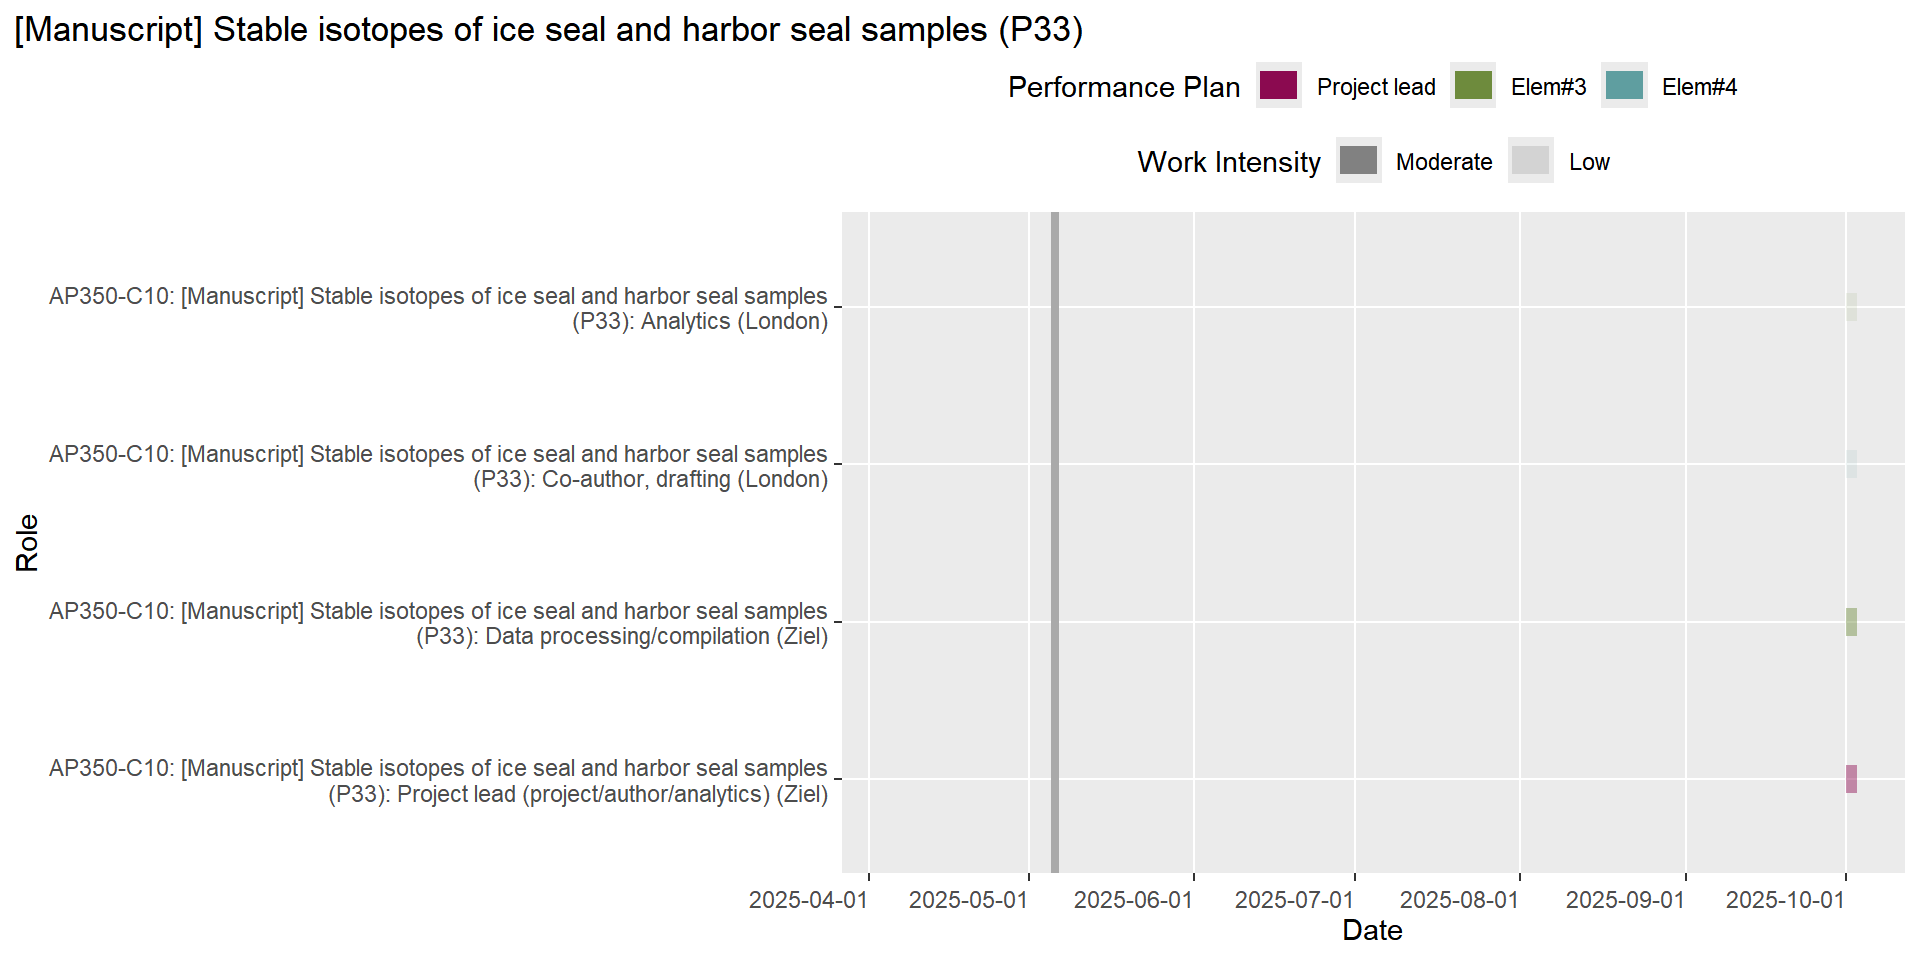 [Manuscript] Stable isotopes of ice seal and harbor seal samples (P33)
Performance Plan Project lead Elem#3 Elem#4
Work Intensity Moderate Low
AP350-C10: [Manuscript] Stable isotopes of ice seal and harbor seal samples
(P33): Analytics (London)
AP350-C10: [Manuscript] Stable isotopes of ice seal and harbor seal samples
(P33): Co-author, drafting (London)
Role
AP350-C10: [Manuscript] Stable isotopes of ice seal and harbor seal samples
(P33): Data processing/compilation (Ziel)
AP350-C10: [Manuscript] Stable isotopes of ice seal and harbor seal samples
(P33): Project lead (project/author/analytics) (Ziel)
2025-04-01 2025-05-01 2025-06-01 2025-07-01 2025-08-01 2025-09-01 2025-10-01
Date